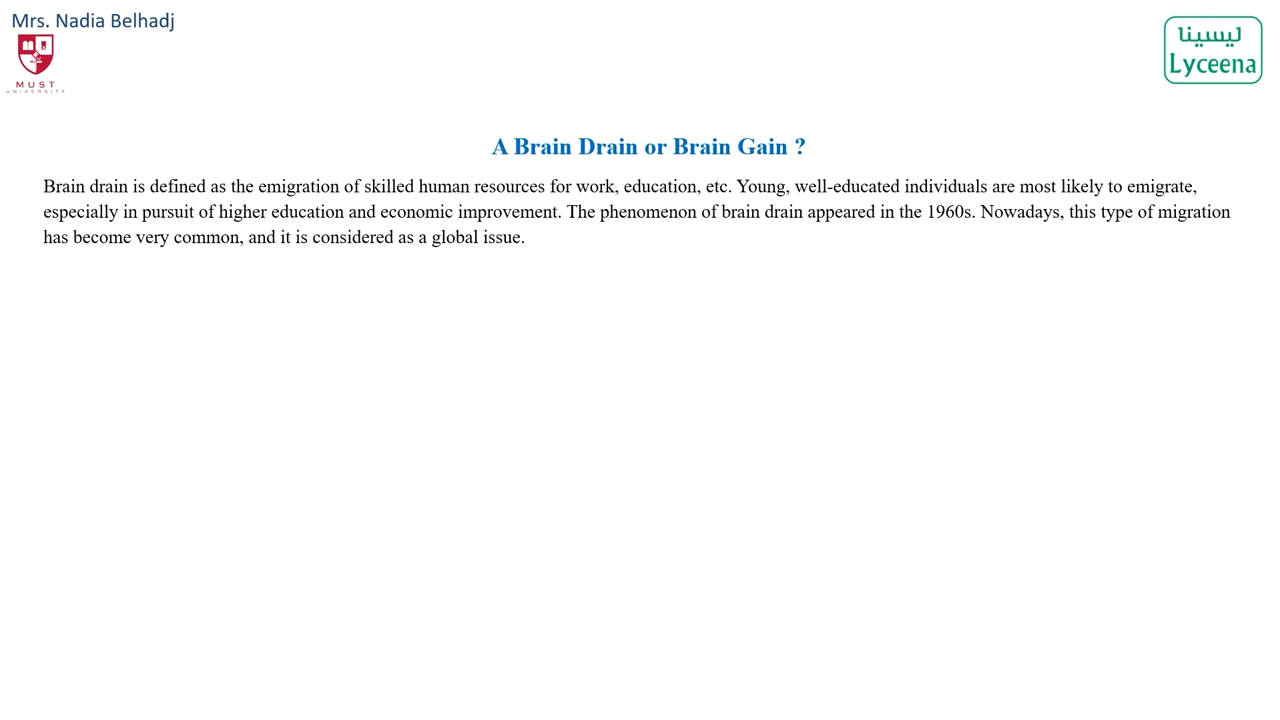 Mrs. Nadia Belhadj
MUST
UNIVERSITY
ليسينا
Lyceena
A Brain Drain or Brain Gain ?
Brain drain is defined as the emigration of skilled human resources for work, education, etc. Young, well-educated individuals are most likely to emigrate,
especially in pursuit of higher education and economic improvement. The phenomenon of brain drain appeared in the 1960s. Nowadays, this type of migration
has become very common, and it is considered as a global issue.